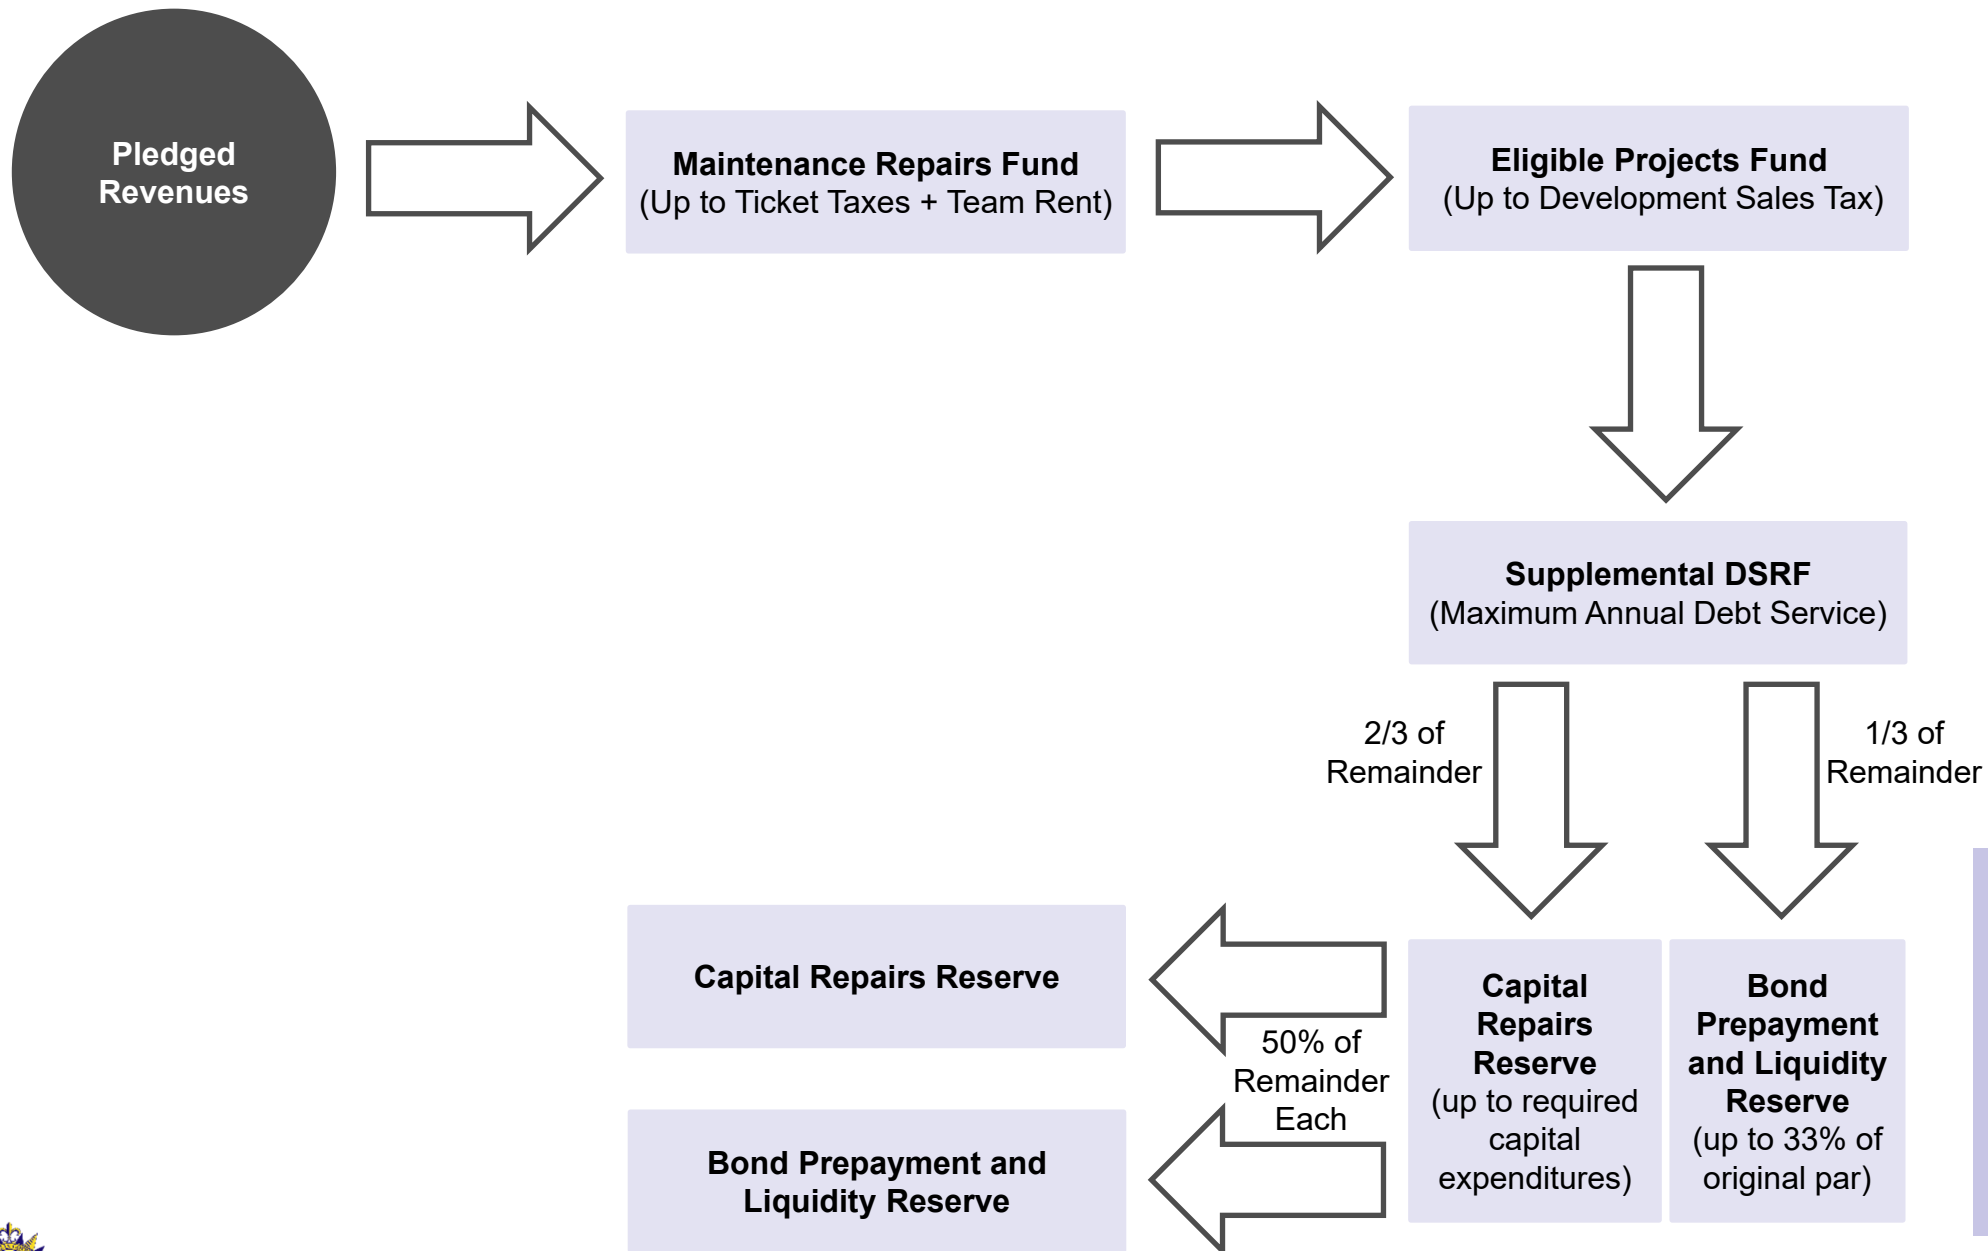 Pledged
Revenues
Maintenance Repairs Fund
(Up to Ticket Taxes + Team Rent)
Eligible Projects Fund
(Up to Development Sales Tax)
Supplemental DSRF
(Maximum Annual Debt Service)
2/3 of
Remainder
1/3 of
Remainder
Capital
Repairs
Reserve
(up to required
capital
expenditures)
Bond
Prepayment
and Liquidity
Reserve
(up to 33% of
original par)
50% of
Remainder
Each
Capital Repairs Reserve
Bond Prepayment and
Liquidity Reserve